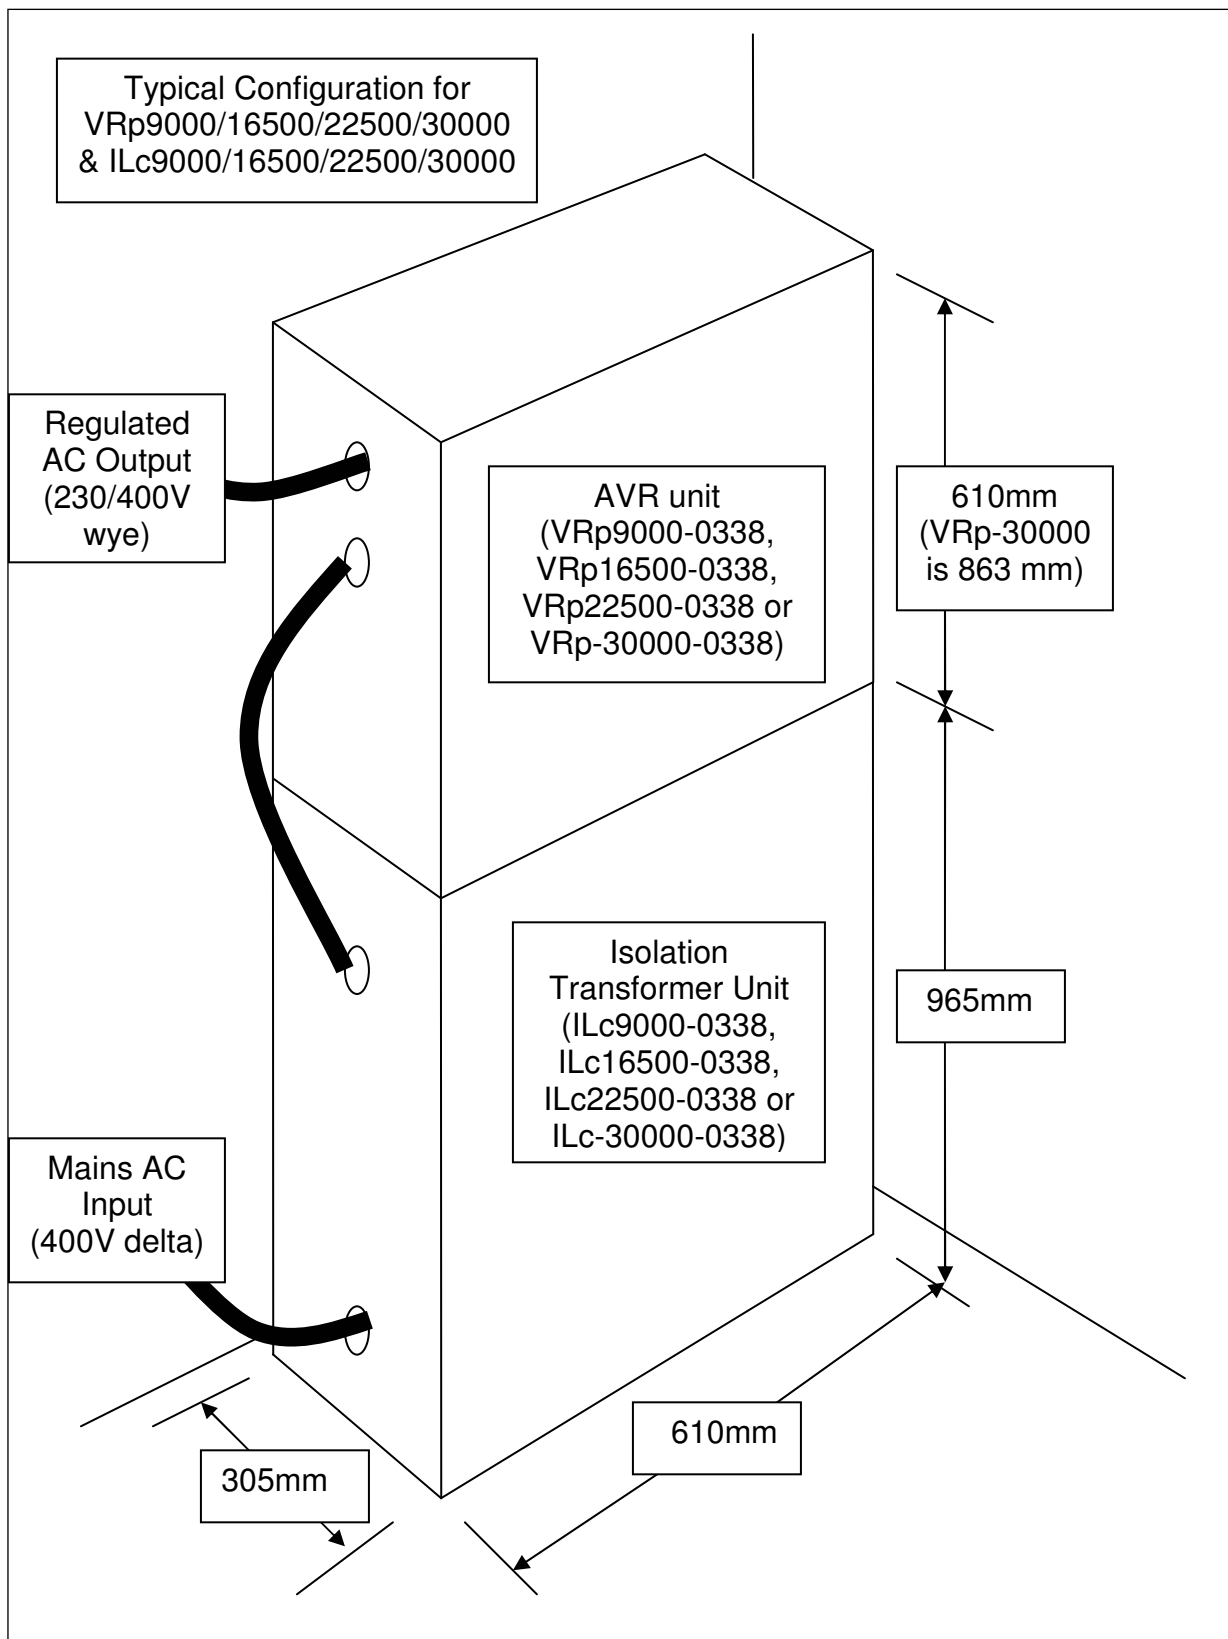 Typical Configuration for
VRp9000/16500/22500/30000
& ILc9000/16500/22500/30000
Regulated
AC Output
(230/400V
wye)
AVR unit
(VRp9000-0338,
VRp16500-0338,
VRp22500-0338 or
VRp-30000-0338)
610mm
(VRp-30000
is 863 mm)
Isolation
Transformer Unit
(ILc9000-0338,
ILc16500-0338,
ILc22500-0338 or
ILc-30000-0338)
965mm
Mains AC
Input
(400V delta)
610mm
305mm